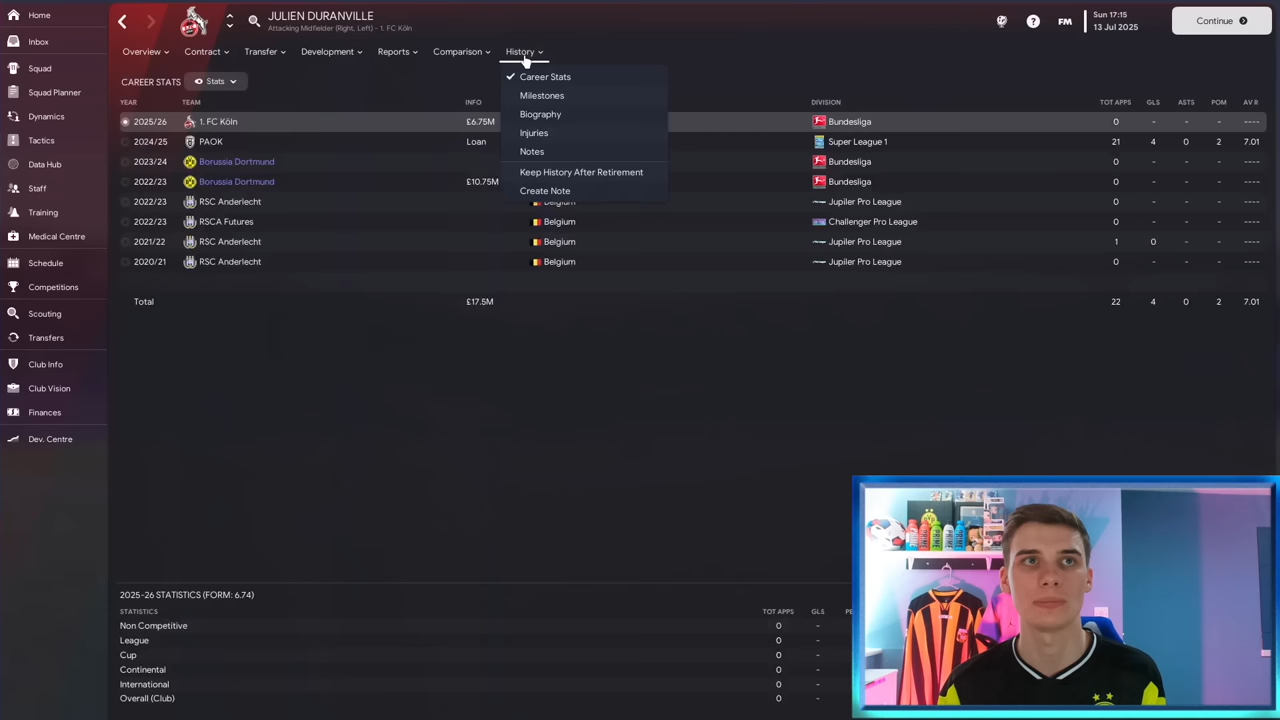 Home
Inbox
Squad
Squad Planner
Dynamics
Tactics
Data Hub
Staff
Training
Medical Centre
Schedule
Competitions
Scouting
Transfers
Club Info
Club Vision
Finances
Dev. Centre
JULIEN DURANVILLE
Attacking Midfielder (Right, Left) - 1. FC Köln
FM
Sun 17:15
13 Jul 2025
Continue
Overview Contract Transfer Development Reports Comparison History
Career Stats
Milestones
Biography
Injuries
Notes
Keep History After Retirement
Create Note
CAREER STATS Stats
YEAR TEAM INFO DIVISION TOT APPS GLS ASTS POM AV R
2025/26 1. FC Köln £6.75M Bundesliga 0 - - - ----
2024/25 PAOK Loan Super League 1 21 4 0 2 7.01
2023/24 Borussia Dortmund Bundesliga 0 - - - ----
2022/23 Borussia Dortmund £10.75M Bundesliga 0 - - - ----
2022/23 RSC Anderlecht Belgium Jupiler Pro League 0 - - - ----
2022/23 RSCA Futures Belgium Challenger Pro League 0 - - - ----
2021/22 RSC Anderlecht Belgium Jupiler Pro League 1 0 - - ----
2020/21 RSC Anderlecht Belgium Jupiler Pro League 0 - - - ----
Total £17.5M 22 4 0 2 7.01
2025-26 STATISTICS (FORM: 6.74)
STATISTICS TOT APPS GLS
Non Competitive 0 -
League 0 -
Cup 0 -
Continental 0 -
International 0 -
Overall (Club) 0 -